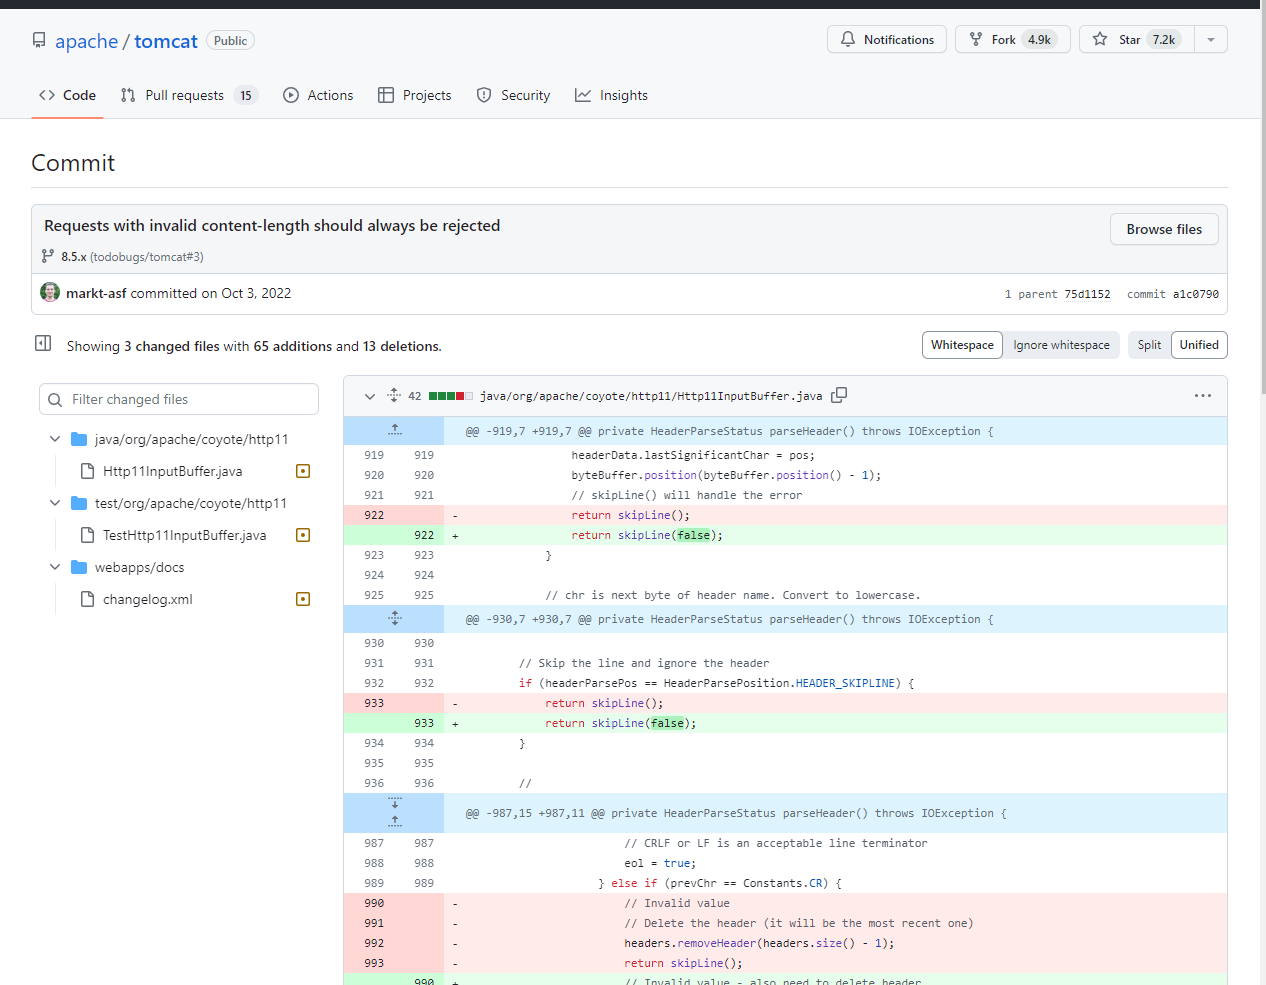 apache / tomcat Public
Notifications Fork 4.9k Star 7.2k
Code Pull requests 15 Actions Projects Security Insights
Commit
Requests with invalid content-length should always be rejected
Browse files
8.5.x (todobugs/tomcat#3)
markt-asf committed on Oct 3, 2022
1 parent 75d1152 commit a1c0790
Showing 3 changed files with 65 additions and 13 deletions.
Whitespace Ignore whitespace Split Unified
Filter changed files
java/org/apache/coyote/http11
Http11InputBuffer.java
test/org/apache/coyote/http11
TestHttp11InputBuffer.java
webapps/docs
changelog.xml
42 java/org/apache/coyote/http11/Http11InputBuffer.java
@@ -919,7 +919,7 @@ private HeaderParseStatus parseHeader() throws IOException {
919 919 headerData.lastSignificantChar = pos;
920 920 byteBuffer.position(byteBuffer.position() - 1);
921 921 // skipLine() will handle the error
922 - return skipLine();
922 + return skipLine(false);
923 923 }
924 924
925 925 // chr is next byte of header name. Convert to lowercase.
@@ -930,7 +930,7 @@ private HeaderParseStatus parseHeader() throws IOException {
930 930
931 931 // Skip the line and ignore the header
932 932 if (headerParsePos == HeaderParsePosition.HEADER_SKIPLINE) {
933 - return skipLine();
933 + return skipLine(false);
934 934 }
935 935
936 936 //
@@ -987,15 +987,11 @@ private HeaderParseStatus parseHeader() throws IOException {
987 987 // CRLF or LF is an acceptable line terminator
988 988 eol = true;
989 989 } else if (prevChr == Constants.CR) {
990 - // Invalid value
991 - // Delete the header (it will be the most recent one)
992 - headers.removeHeader(headers.size() - 1);
993 - return skipLine();
990 + // Invalid value - also need to delete header